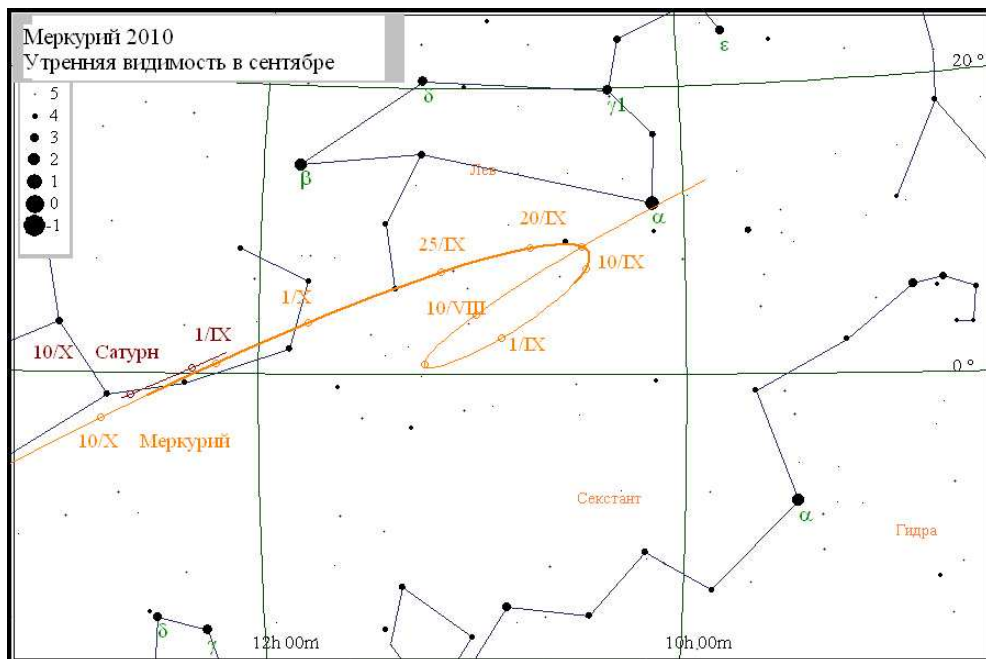 Меркурий 2010
Утренняя видимость в сентябре
5
4
3
2
1
0
-1
ε
20°
δ
γ1
β
Лев
α
20/IX
25/IX
10/IX
1/X
10/VIII
1/IX
1/IX
10/X Сатурн
0°
10/X Меркурий
Секстант
α
Гидра
δ
γ
12h 00m
10h 00m